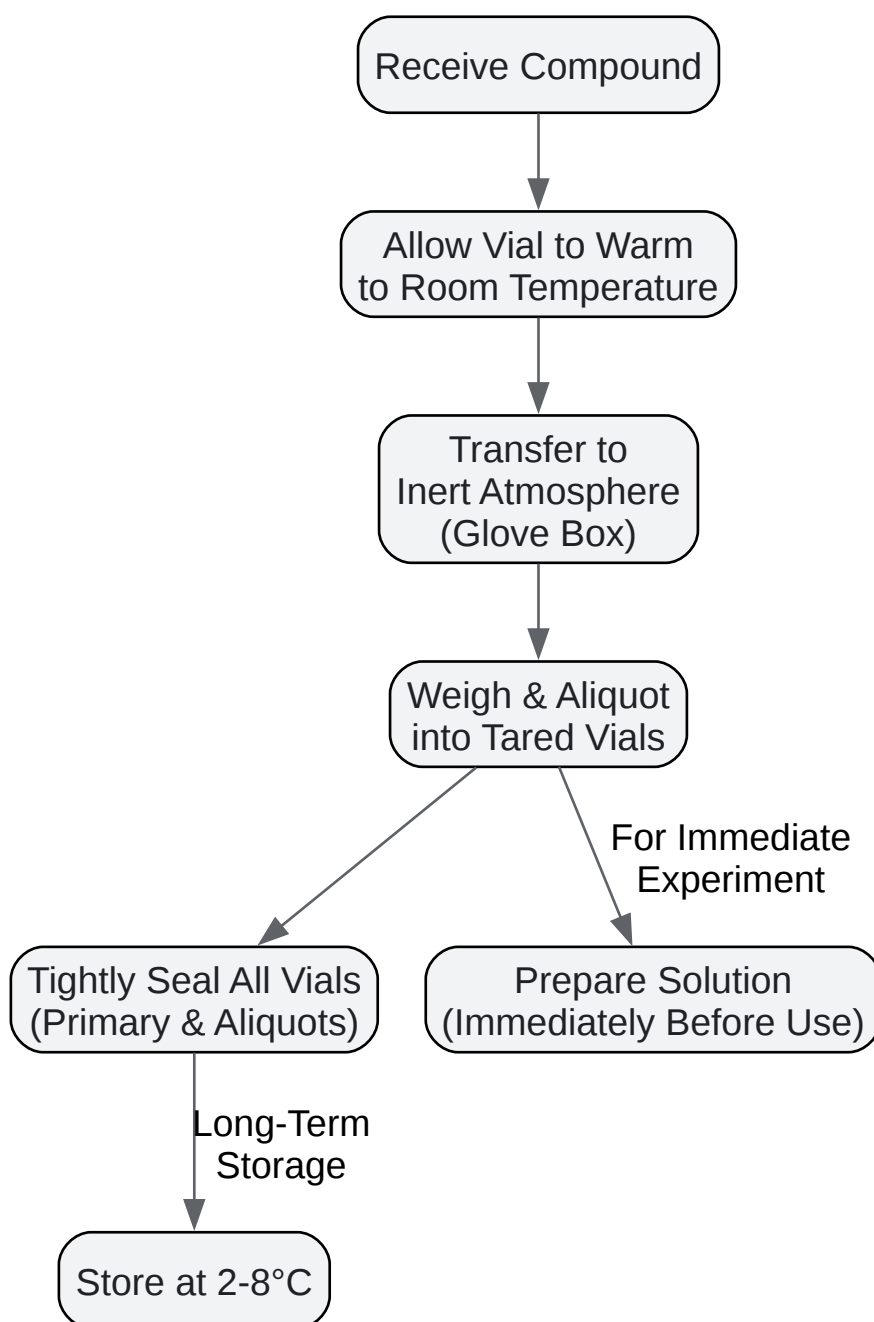 Receive Compound
Allow Vial to Warm
to Room Temperature
Transfer to
Inert Atmosphere
(Glove Box)
Weigh & Aliquot
into Tared Vials
For Immediate
Experiment
Tightly Seal All Vials
(Primary & Aliquots)
Prepare Solution
(Immediately Before Use)
Long-Term
Storage
Store at 2-8°C